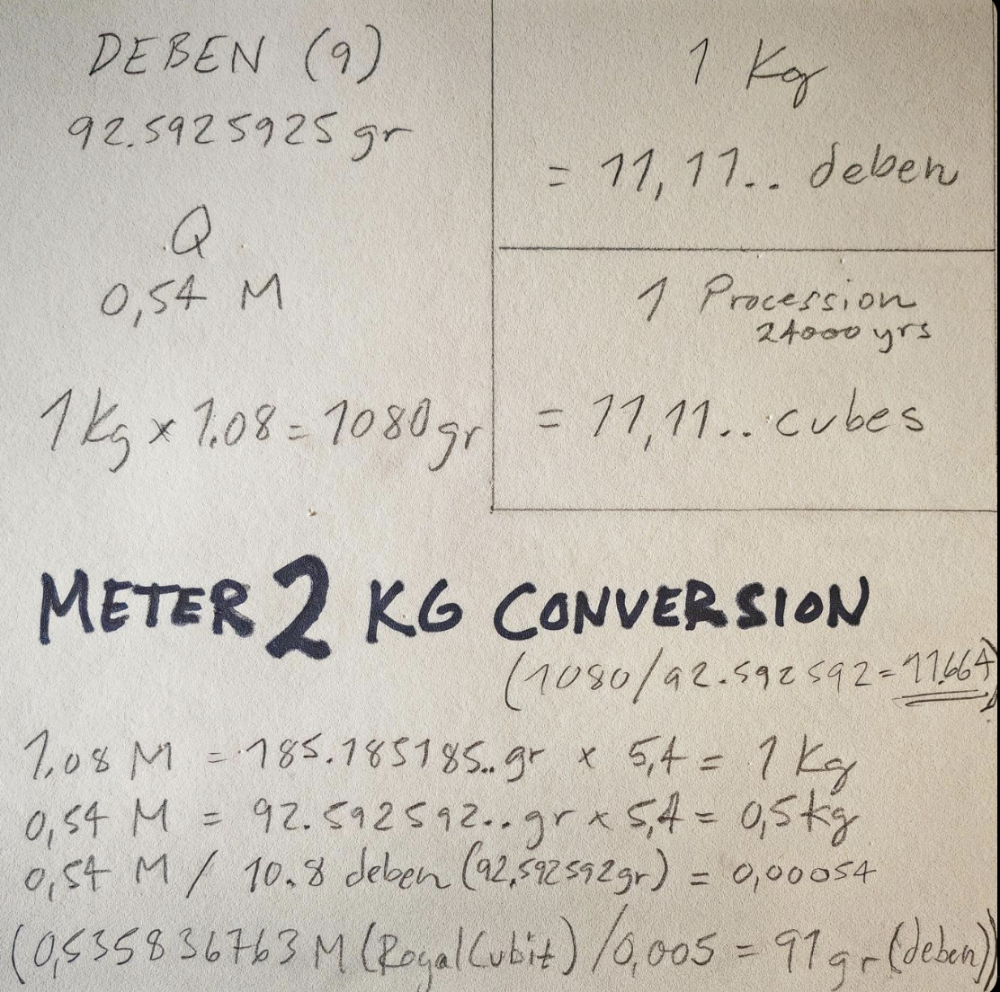 DEBEN (9)
92.5925925 gr
Q
0,54 M
1 kg x 1.08 = 1080 gr
1 Kg
= 11,11.. deben
1 Procession
24000 yrs
= 11,11.. cubes
METER 2 KG CONVERSION
(1080/92.592592=11.664)
1.08 M = 185.185185..gr x 5,4 = 1 Kg
0,54 M = 92.592592..gr x 5,4 = 0,5 kg
0,54 M / 10.8 deben (92,592592gr) = 0,00054
(0,535836763 M (Royal Cubit) /0,005 = 91 gr (deben))